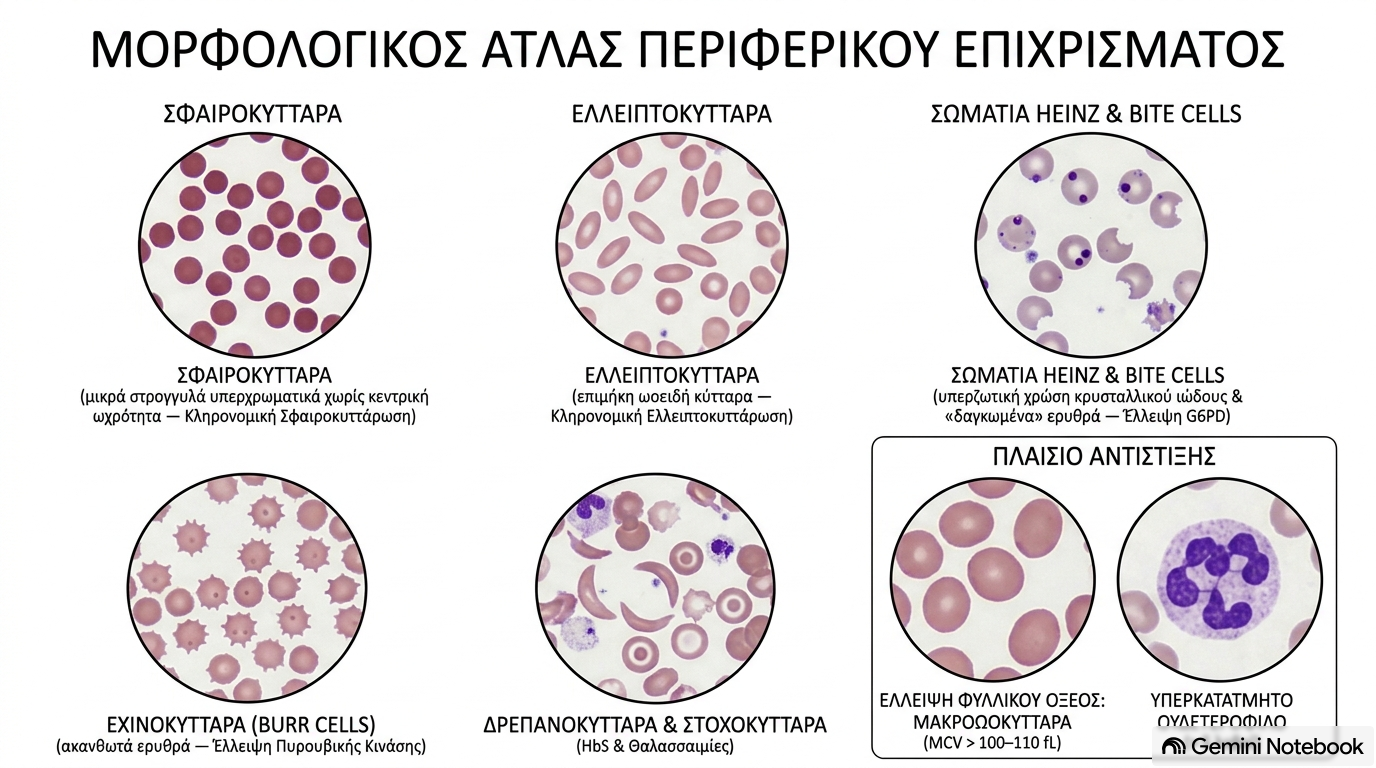 ΜΟΡΦΟΛΟΓΙΚΟΣ ΑΤΛΑΣ ΠΕΡΙΦΕΡΙΚΟΥ ΕΠΙΧΡΙΣΜΑΤΟΣ
ΣΦΑΙΡΟΚΥΤΤΑΡΑ
ΕΛΛΕΙΠΤΟΚΥΤΤΑΡΑ
ΣΩΜΑΤΙΑ HEINZ & BITE CELLS
ΣΦΑΙΡΟΚΥΤΤΑΡΑ
(μικρά στρογγυλά υπερχρωματικά χωρίς κεντρική
ωχρότητα — Κληρονομική Σφαιροκυττάρωση)
ΕΛΛΕΙΠΤΟΚΥΤΤΑΡΑ
(επιμήκη ωοειδή κύτταρα —
Κληρονομική Ελλειπτοκυττάρωση)
ΣΩΜΑΤΙΑ HEINZ & BITE CELLS
(υπερζωτική χρώση κρυσταλλικού ιώδους &
«δαγκωμένα» ερυθρά — Έλλειψη G6PD)
ΕΧΙΝΟΚΥΤΤΑΡΑ (BURR CELLS)
(ακανθωτά ερυθρά — Έλλειψη Πυρουβικής Κινάσης)
ΔΡΕΠΑΝΟΚΥΤΤΑΡΑ & ΣΤΟΧΟΚΥΤΤΑΡΑ
(HbS & Θαλασσαιμίες)
ΠΛΑΙΣΙΟ ΑΝΤΙΣΤΙΞΗΣ
ΕΛΛΕΙΨΗ ΦΥΛΛΙΚΟΥ ΟΞΕΟΣ:
ΜΑΚΡΟΩΟΚΥΤΤΑΡΑ
(MCV > 100–110 fL)
ΥΠΕΡΚΑΤΑΤΜΗΤΟ
ΟΥΔΕΤΕΡΟΦΙΛΟ
Gemini Notebook